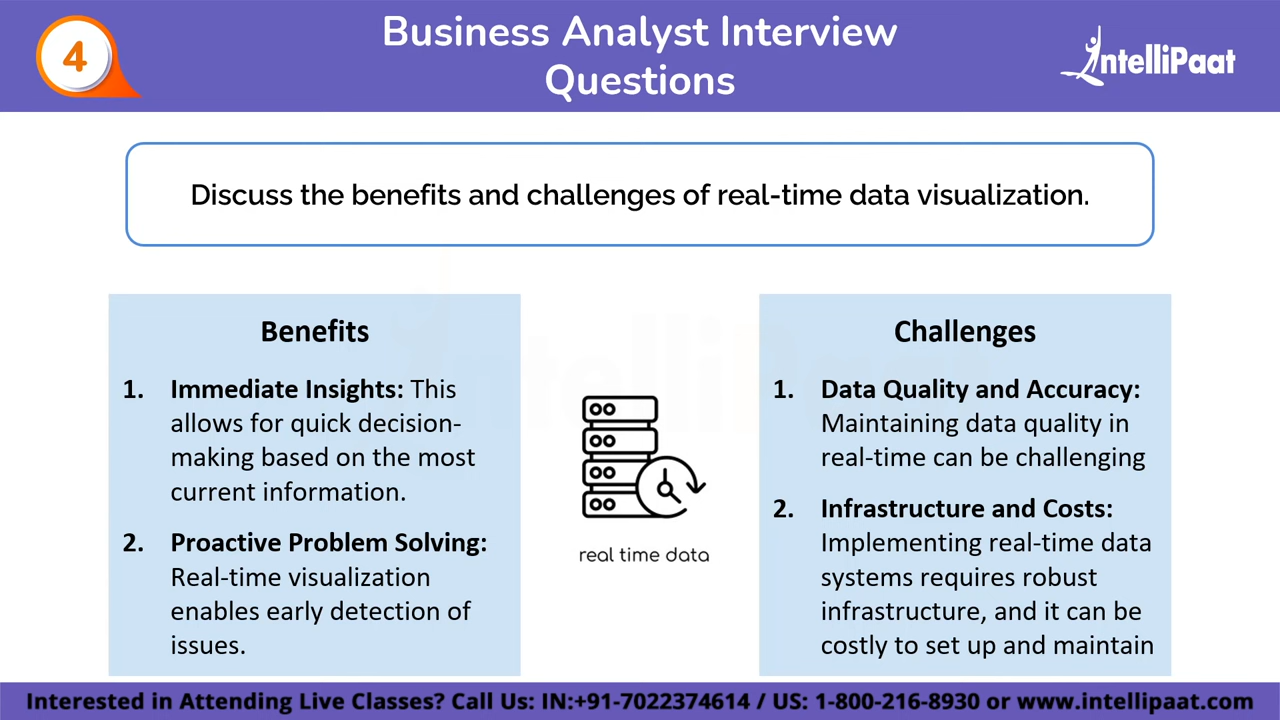 4
Business Analyst Interview
Questions
IntelliPaat
Discuss the benefits and challenges of real-time data visualization.
Benefits
1. Immediate Insights: This
allows for quick decision-
making based on the most
current information.
2. Proactive Problem Solving:
Real-time visualization
enables early detection of
issues.
real time data
Challenges
1. Data Quality and Accuracy:
Maintaining data quality in
real-time can be challenging
2. Infrastructure and Costs:
Implementing real-time data
systems requires robust
infrastructure, and it can be
costly to set up and maintain
Interested in Attending Live Classes? Call Us: IN:+91-7022374614 / US: 1-800-216-8930 or www.intellipaat.com